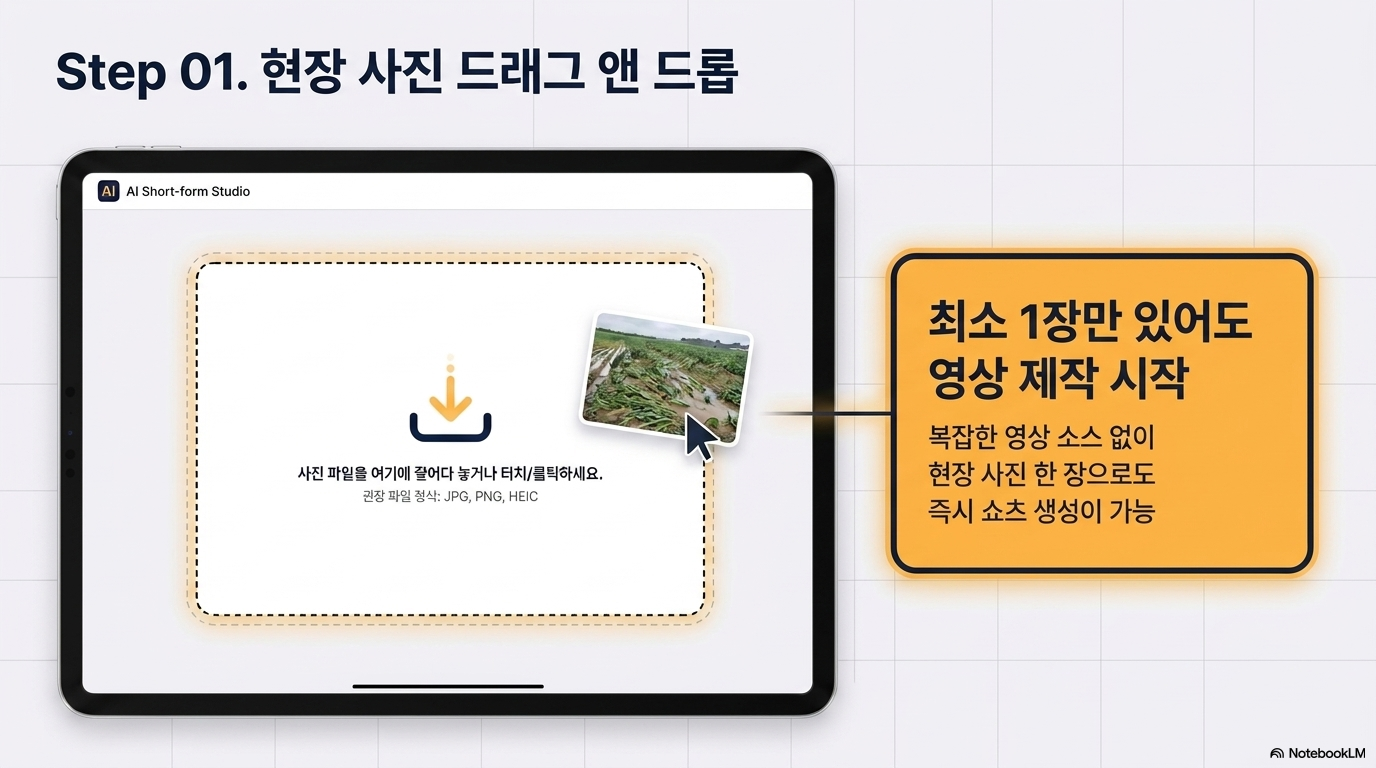 Step 01. 현장 사진 드래그 앤 드롭
AI AI Short-form Studio
사진 파일을 여기에 끌어다 놓거나 터치/클릭하세요.
권장 파일 형식: JPG, PNG, HEIC
최소 1장만 있어도
영상 제작 시작
복잡한 영상 소스 없이
현장 사진 한 장으로도
즉시 쇼츠 생성이 가능
NotebookLM